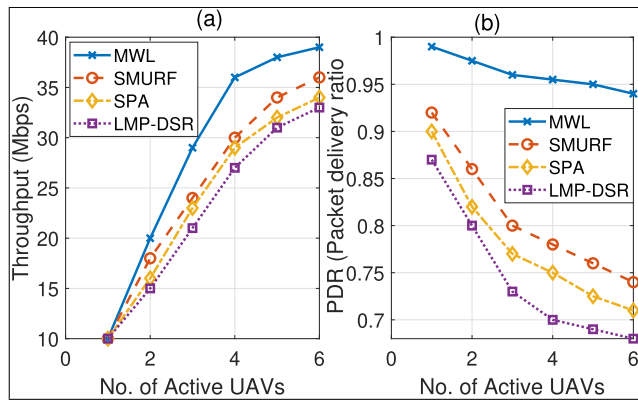 (a)
Throughput (Mbps)
40
35
30
25
20
15
10
MWL
SMURF
SPA
LMP-DSR
0
2
4
6
No. of Active UAVs
(b)
PDR (Packet delivery ratio)
1
0.95
0.9
0.85
0.8
0.75
0.7
MWL
SMURF
SPA
LMP-DSR
0
2
4
6
No. of Active UAVs